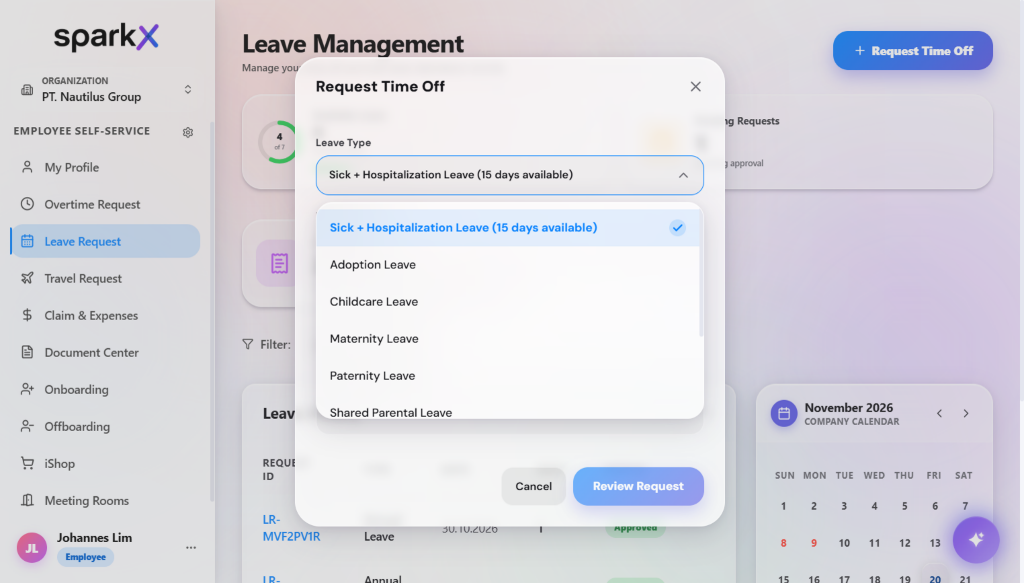 sparkX
ORGANIZATION
PT. Nautilus Group
EMPLOYEE SELF-SERVICE
My Profile
Overtime Request
Leave Request
Travel Request
Claim & Expenses
Document Center
Onboarding
Offboarding
iShop
Meeting Rooms
JL
Johannes Lim
Employee
Leave Management
Manage you
+ Request Time Off
4
of 7
ng Requests
g approval
Filter:
Request Time Off
Leave Type
Sick + Hospitalization Leave (15 days available)
Sick + Hospitalization Leave (15 days available)
Adoption Leave
Childcare Leave
Maternity Leave
Paternity Leave
Shared Parental Leave
Cancel
Review Request
Leav
REQUE
ID
LR-
MVF2PV1R
Leave
30.10.2026
1
Approved
LR-
Annual
November 2026
COMPANY CALENDAR
SUN MON TUE WED THU FRI SAT
1 2 3 4 5 6 7
8 9 10 11 12 13
15 16 17 18 19 20 21